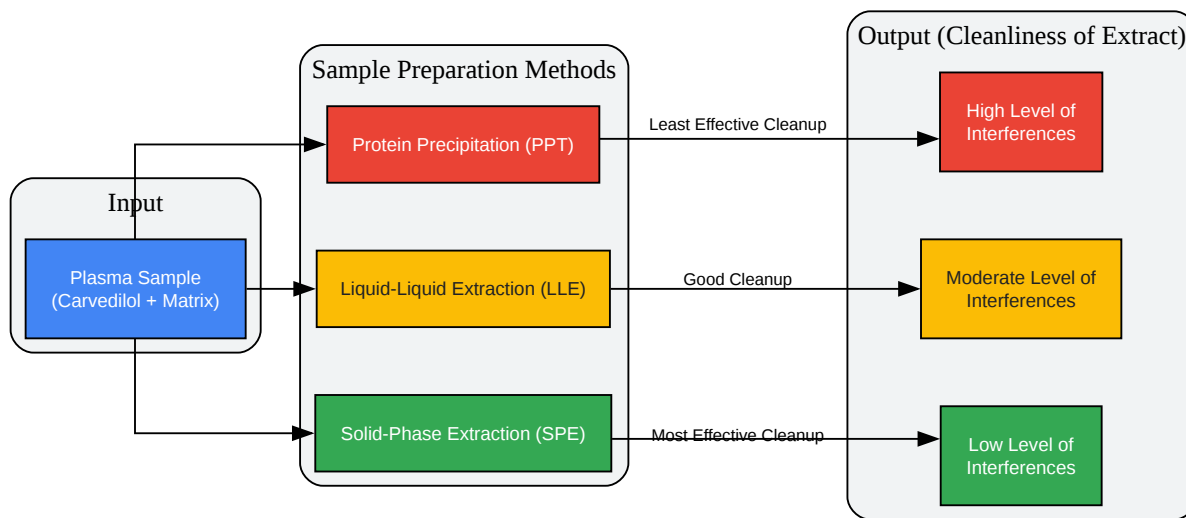 Input
Plasma Sample
(Carvedilol + Matrix)
Sample Preparation Methods
Protein Precipitation (PPT)
Liquid-Liquid Extraction (LLE)
Solid-Phase Extraction (SPE)
Least Effective Cleanup
Good Cleanup
Most Effective Cleanup
Output (Cleanliness of Extract)
High Level of
Interferences
Moderate Level of
Interferences
Low Level of
Interferences